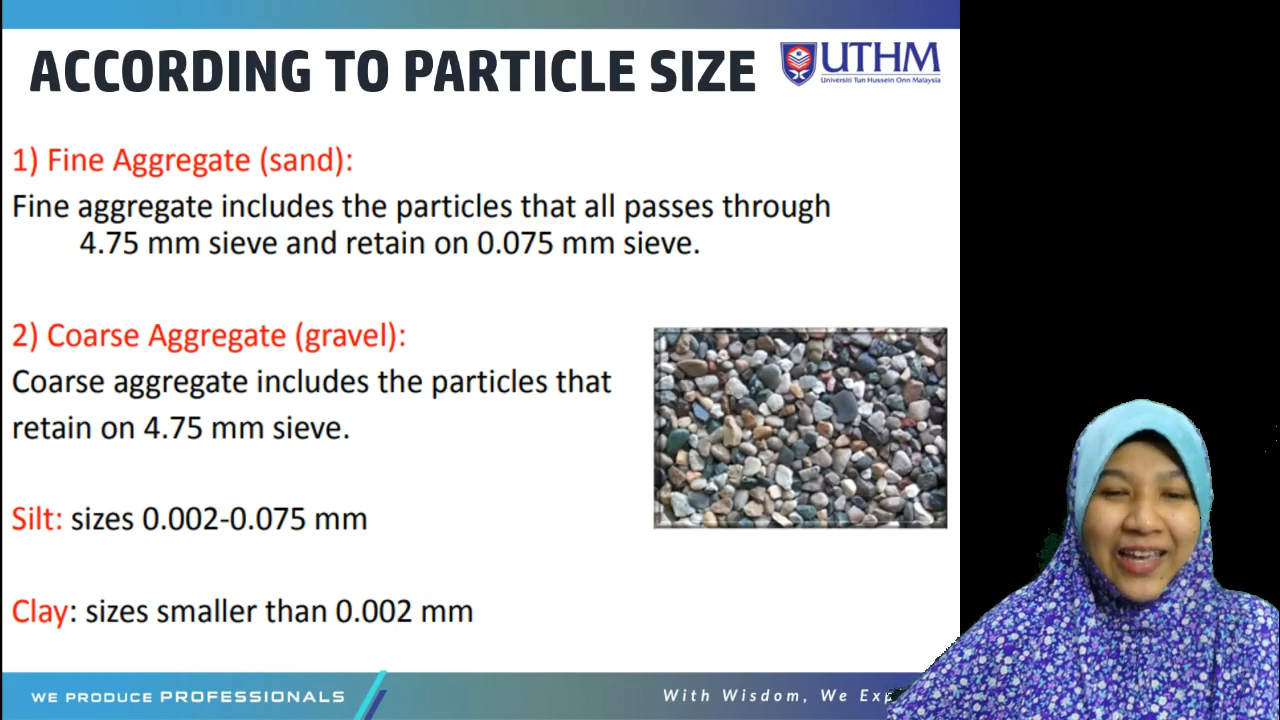 ACCORDING TO PARTICLE SIZE
UTHM
Universiti Tun Hussein Onn Malaysia
1) Fine Aggregate (sand):
Fine aggregate includes the particles that all passes through
4.75 mm sieve and retain on 0.075 mm sieve.
2) Coarse Aggregate (gravel):
Coarse aggregate includes the particles that
retain on 4.75 mm sieve.
Silt: sizes 0.002-0.075 mm
Clay: sizes smaller than 0.002 mm
WE PRODUCE PROFESSIONALS
With Wisdom, We